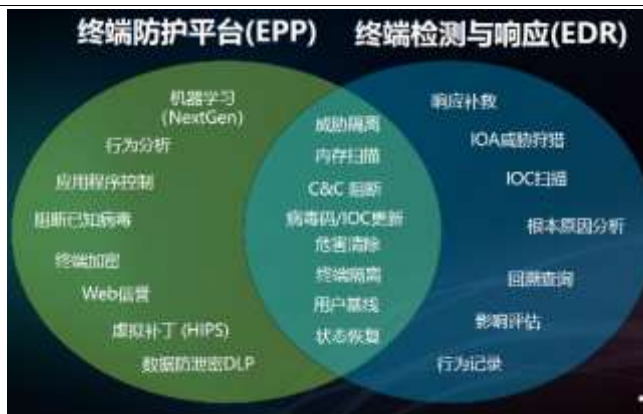 终端防护平台(EPP)
终端检测与响应(EDR)
机器学习
(NextGen)
行为分析
应用程序控制
阻断已知病毒
终端加密
Web信誉
虚拟补丁 (HIPS)
数据防泄密DLP
威胁隔离
内存扫描
C&C 阻断
病毒码/IOC更新
危害清除
终端隔离
用户基线
状态恢复
响应补救
IOA威胁狩猎
IOC扫描
根本原因分析
回溯查询
影响评估
行为记录